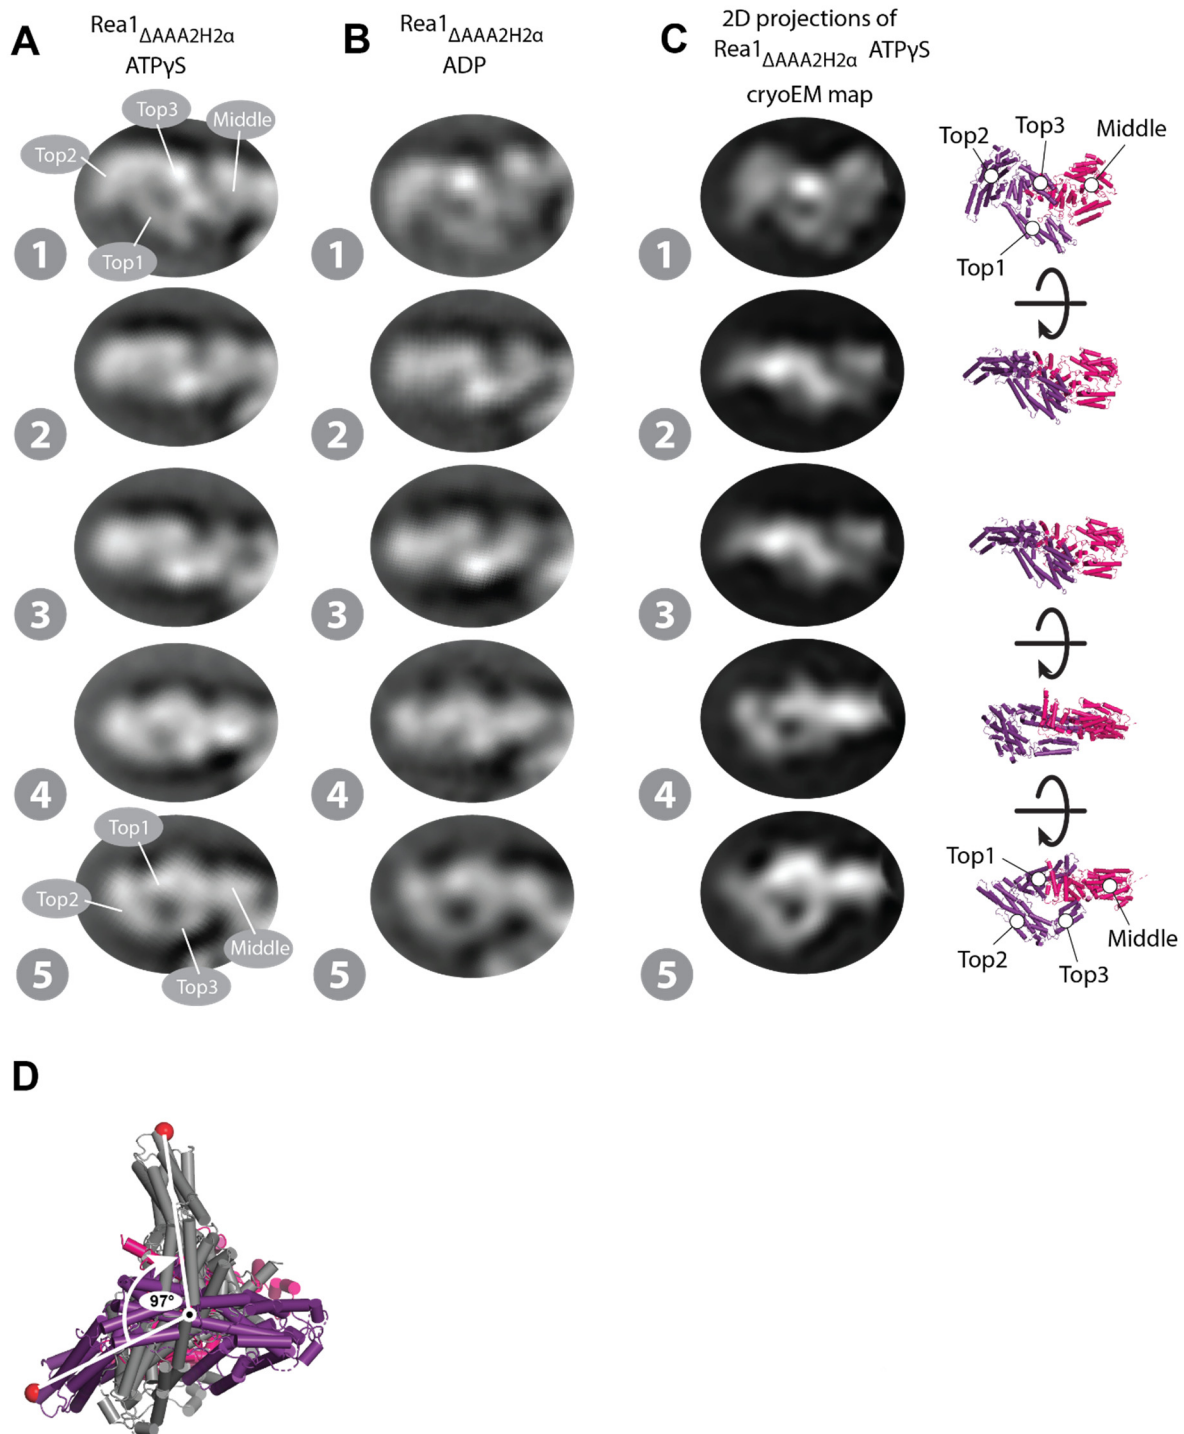 A
Rea1ΔAAA2H2α
ATPγS
B
Rea1ΔAAA2H2α
ADP
C
2D projections of
Rea1ΔAAA2H2α ATPγS
cryoEM map
Top3
Middle
Top2
Top1
1
1
1
Top2
Top3
Middle
Top1
2
2
2
3
3
3
4
4
4
Top1
Top2
Middle
Top3
5
5
5
Top1
Middle
Top2
Top3
D
97°